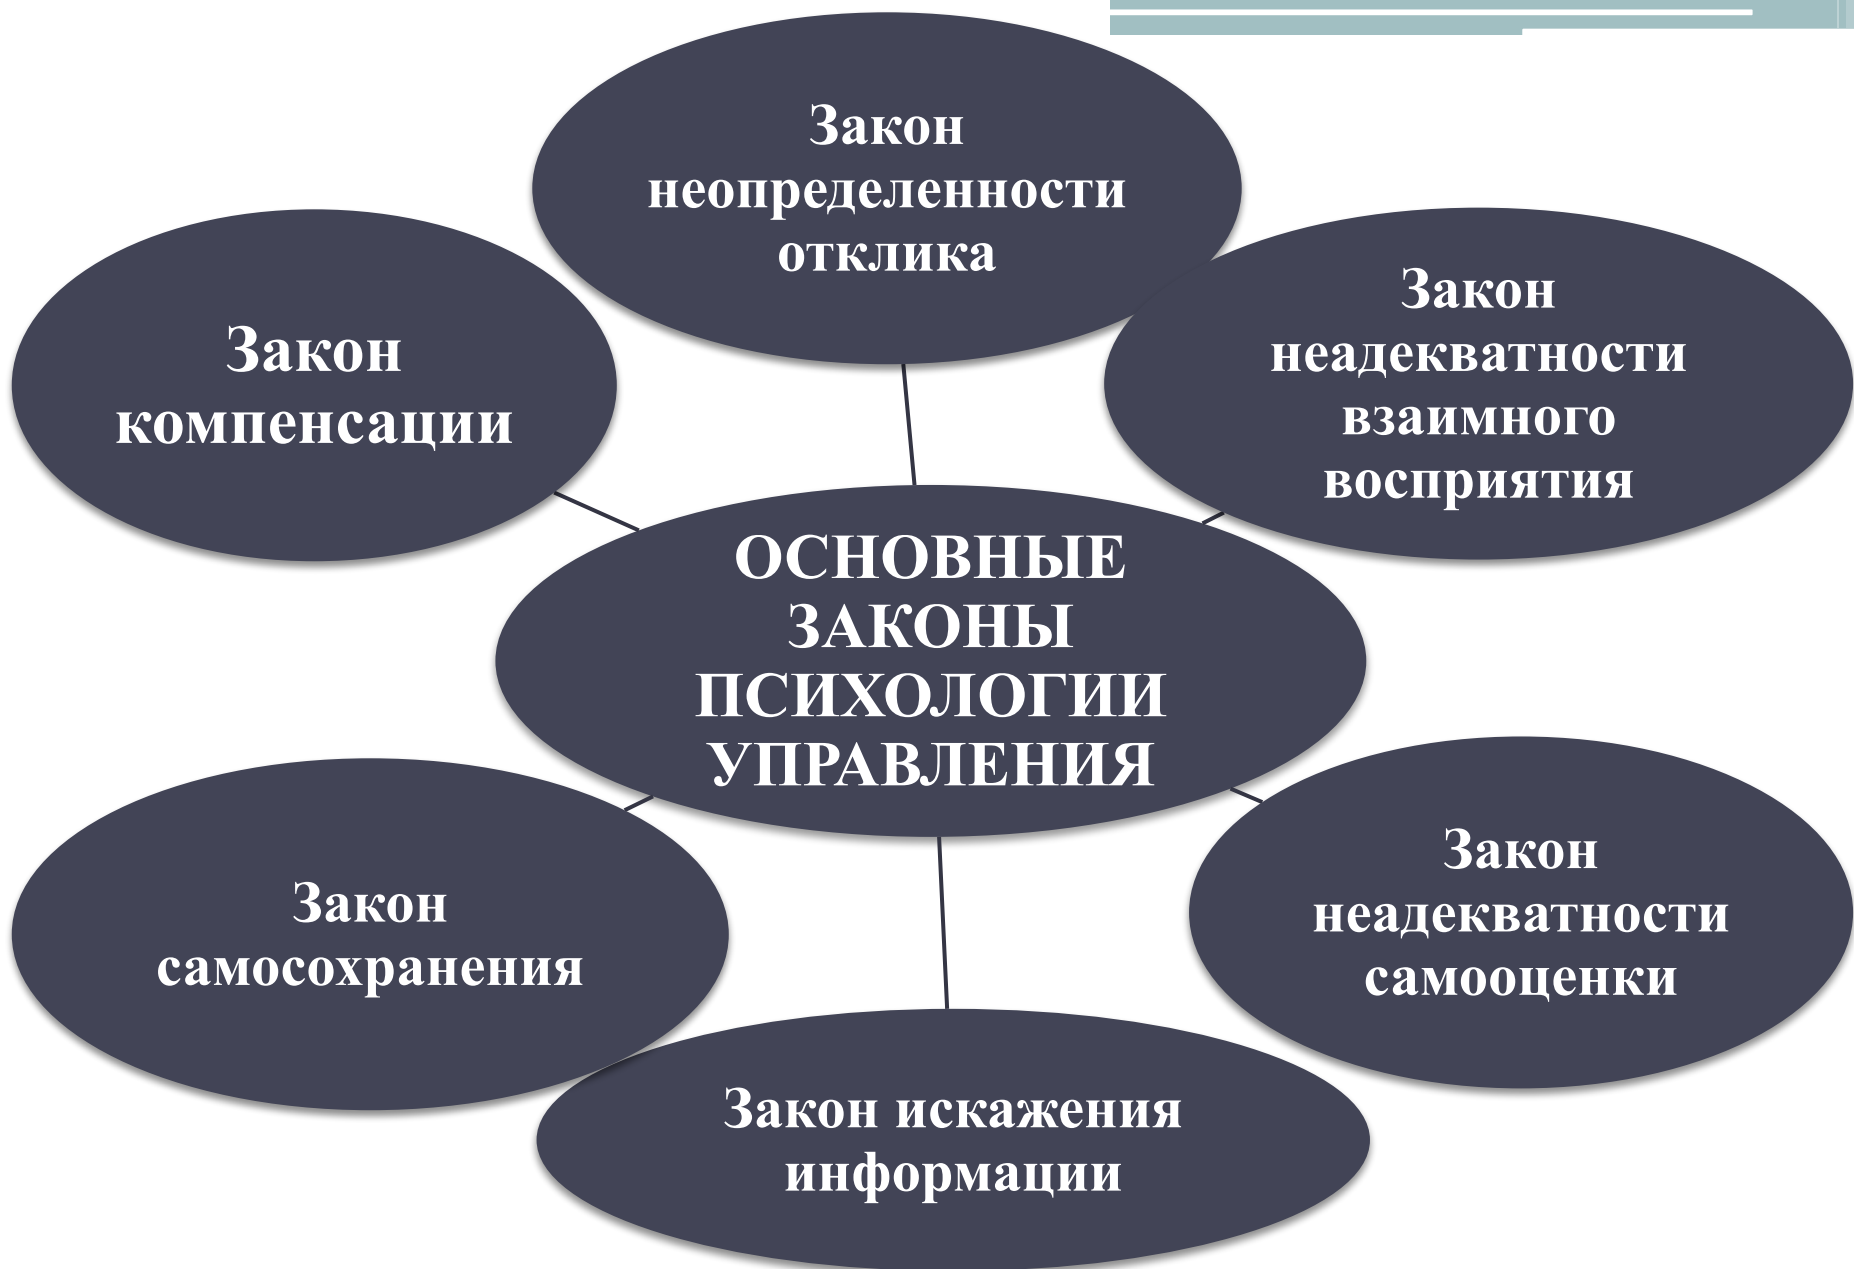 Закон
неопределенности
отклика
Закон
компенсации
Закон
неадекватности
взаимного
восприятия
ОСНОВНЫЕ
ЗАКОНЫ
ПСИХОЛОГИИ
УПРАВЛЕНИЯ
Закон
самосохранения
Закон
неадекватности
самооценки
Закон искажения
информации